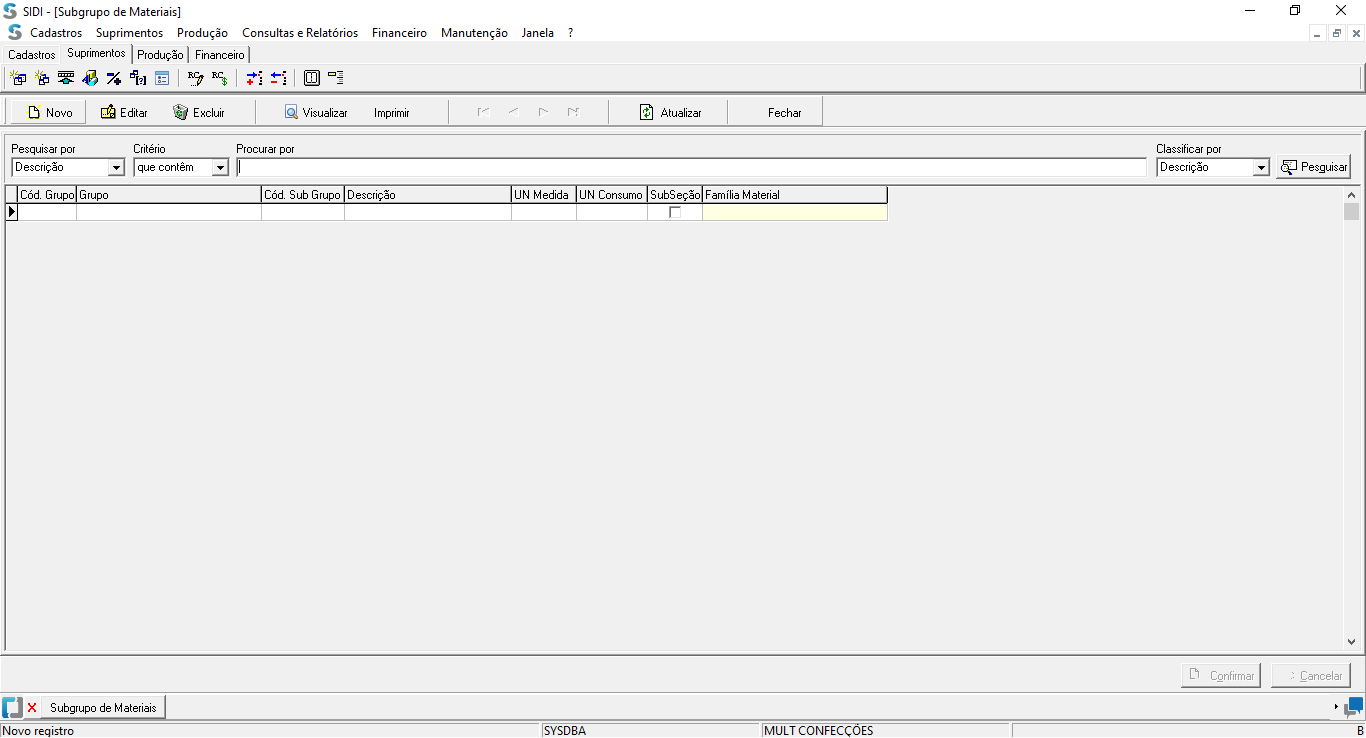 SIDI - [Subgrupo de Materiais]
Cadastros Suprimentos Produção Consultas e Relatórios Financeiro Manutenção Janela ?
Cadastros Suprimentos Produção Financeiro
Novo Editar Excluir Visualizar Imprimir Atualizar Fechar
Pesquisar por Critério Procurar por Classificar por
Descrição que contêm Descrição Pesquisar
Cód. Grupo Grupo Cód. Sub Grupo Descrição UN Medida UN Consumo SubSeção Família Material
Confirmar Cancelar
Subgrupo de Materiais
Novo registro SYSDBA MULT CONFECÇÕES B